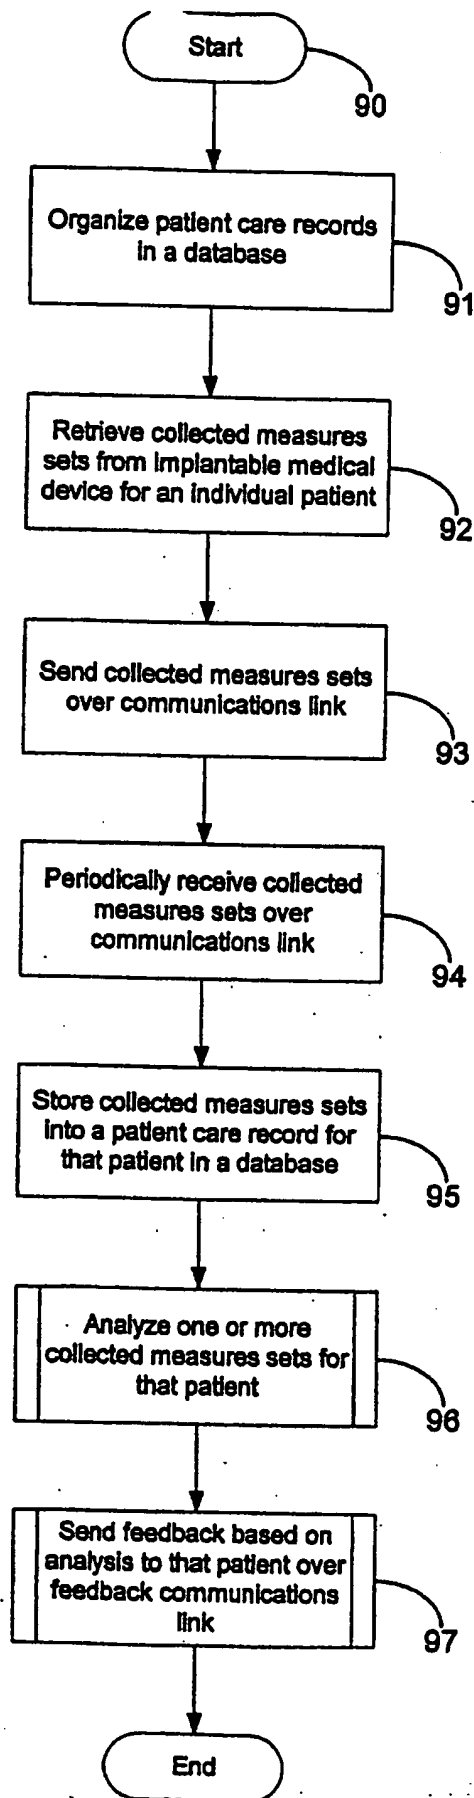 Start
90
Organize patient care records
in a database
91
Retrieve collected measures
sets from implantable medical
device for an individual patient
92
Send collected measures sets
over communications link
93
Periodically receive collected
measures sets over
communications link
94
Store collected measures sets
into a patient care record for
that patient in a database
95
Analyze one or more
collected measures sets for
that patient
96
Send feedback based on
analysis to that patient over
feedback communications
link
97
End